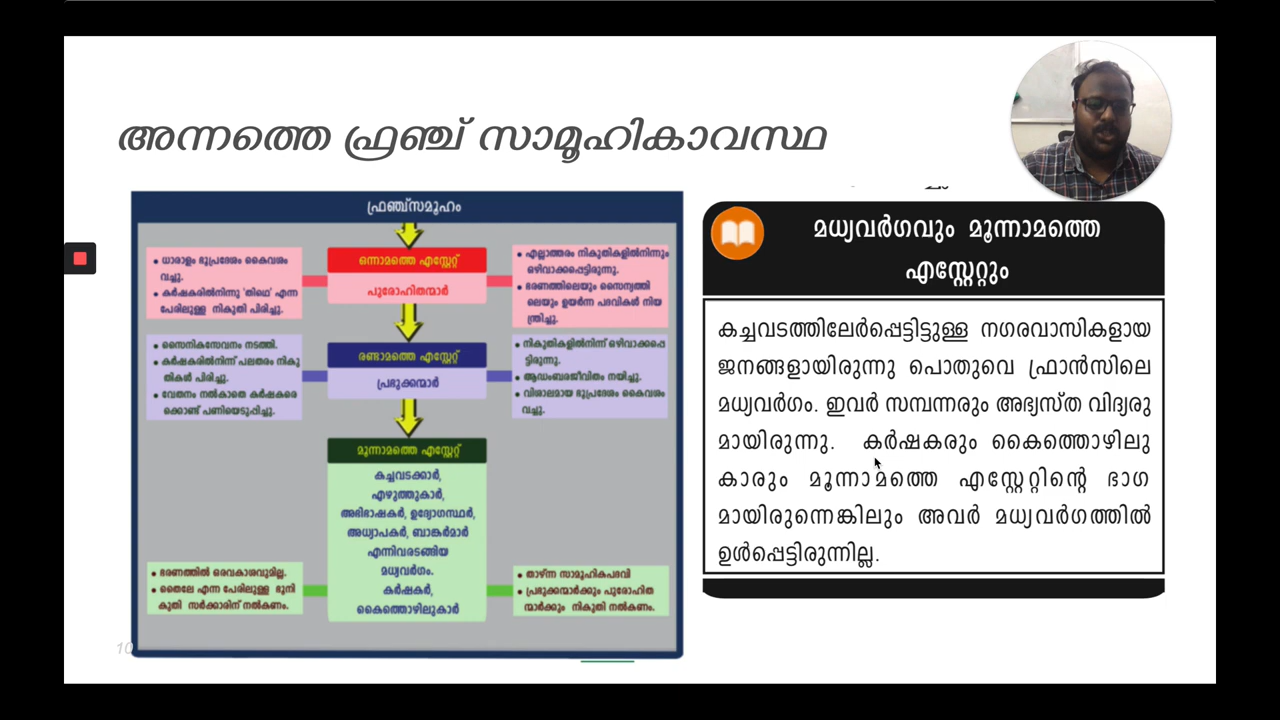 അന്നത്തെ ഫ്രഞ്ച് സാമൂഹികാവസ്ഥ
ഫ്രഞ്ച്സമൂഹം
• ധാരാളം ഭൂപ്രദേശം കൈവശം
വച്ചു.
• കർഷകരിൽനിന്നു 'തിഥെ' എന്ന
പേരിലുള്ള നികുതി പിരിച്ചു.
ഒന്നാമത്തെ എസ്റ്റേറ്റ്
പുരോഹിതന്മാർ
• എല്ലാത്തരം നികുതികളിൽനിന്നും
ഒഴിവാക്കപ്പെട്ടിരുന്നു.
• ഭരണത്തിലെയും സൈന്യത്തി
ലെയും ഉയർന്ന പദവികൾ നിയ
ന്ത്രിച്ചു.
• സൈനികസേവനം നടത്തി.
• കർഷകരിൽനിന്ന് പലതരം നികു
തികൾ പിരിച്ചു.
• വേതനം നൽകാതെ കർഷകരെ
ക്കൊണ്ട് പണിയെടുപ്പിച്ചു.
രണ്ടാമത്തെ എസ്റ്റേറ്റ്
പ്രഭുക്കന്മാർ
• നികുതികളിൽനിന്ന് ഒഴിവാക്കപ്പെ
ട്ടിരുന്നു.
• ആഡംബരജീവിതം നയിച്ചു.
• വിശാലമായ ഭൂപ്രദേശം കൈവശം
വച്ചു.
മൂന്നാമത്തെ എസ്റ്റേറ്റ്
കച്ചവടക്കാർ,
എഴുത്തുകാർ,
അഭിഭാഷകർ, ഉദ്യോഗസ്ഥർ,
അധ്യാപകർ, ബാങ്കർമാർ
എന്നിവരടങ്ങിയ
മധ്യവർഗം.
കർഷകർ,
കൈത്തൊഴിലുകാർ
• ഭരണത്തിൽ ഒരവകാശവുമില്ല.
• തൈലേ എന്ന പേരിലുള്ള ഭൂനി
കുതി സർക്കാരിന് നൽകണം.
• താഴ്ന്ന സാമൂഹികപദവി
• പ്രഭുക്കന്മാർക്കും പുരോഹിത
ന്മാർക്കും നികുതി നൽകണം.
10
മധ്യവർഗവും മൂന്നാമത്തെ
എസ്റ്റേറ്റും
കച്ചവടത്തിലേർപ്പെട്ടിട്ടുള്ള നഗരവാസികളായ
ജനങ്ങളായിരുന്നു പൊതുവെ ഫ്രാൻസിലെ
മധ്യവർഗം. ഇവർ സമ്പന്നരും അഭ്യസ്ത വിദ്യരു
മായിരുന്നു. കർഷകരും കൈത്തൊഴിലു
കാരും മൂന്നാമത്തെ എസ്റ്റേറ്റിന്റെ ഭാഗ
മായിരുന്നെങ്കിലും അവർ മധ്യവർഗത്തിൽ
ഉൾപ്പെട്ടിരുന്നില്ല.